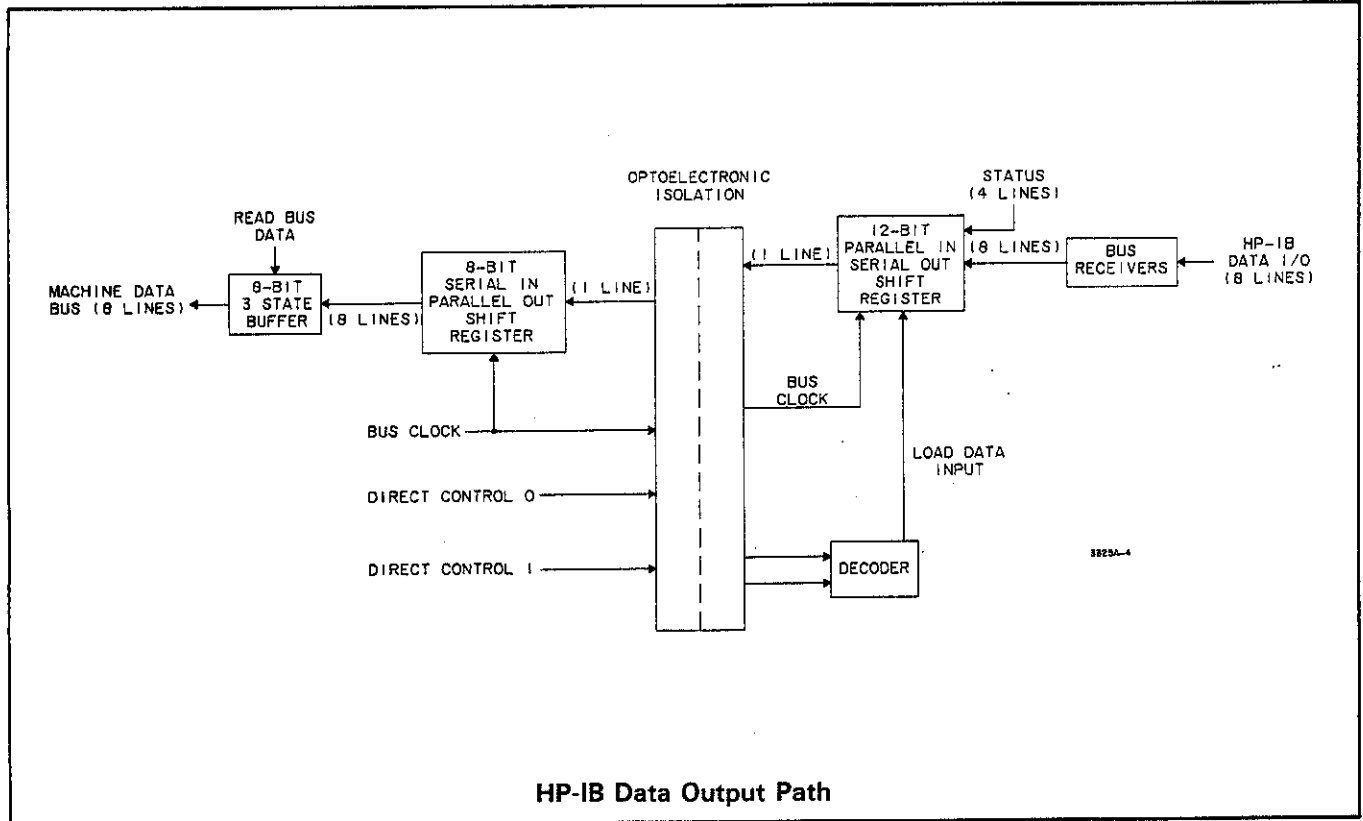 OPTOELECTRONIC
ISOLATION
STATUS
(4 LINES)
READ BUS
DATA
12-BIT
PARALLEL IN
SERIAL OUT
SHIFT
REGISTER
(1 LINE)
(8 LINES)
BUS
RECEIVERS
HP-IB
DATA I/O
(8 LINES)
8-BIT
SERIAL IN
PARALLEL OUT
SHIFT
REGISTER
(1 LINE)
MACHINE DATA
BUS (8 LINES)
8-BIT
3 STATE
BUFFER
(8 LINES)
BUS
CLOCK
BUS CLOCK
LOAD DATA
INPUT
DIRECT CONTROL 0
DIRECT CONTROL 1
DECODER
3325A-4
HP-IB Data Output Path